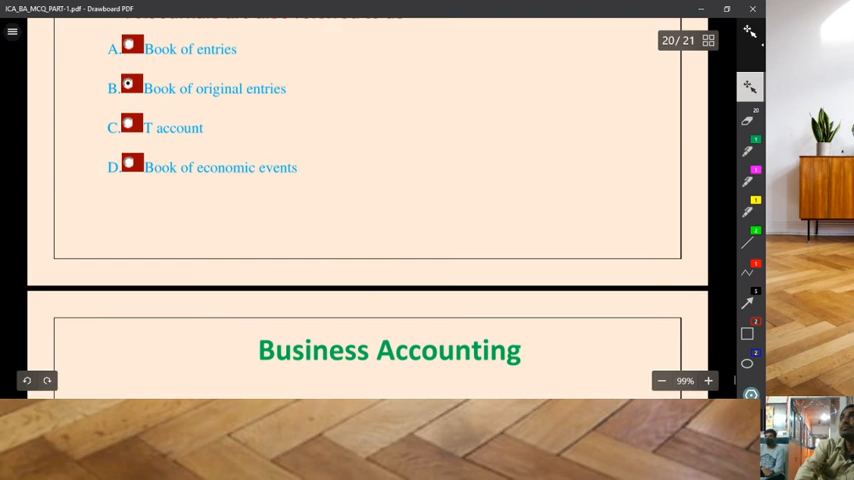 ICA_BA_MCQ_PART-1.pdf - Drawboard PDF
20 / 21
A. Book of entries
B. Book of original entries
C. T account
D. Book of economic events
Business Accounting
99%